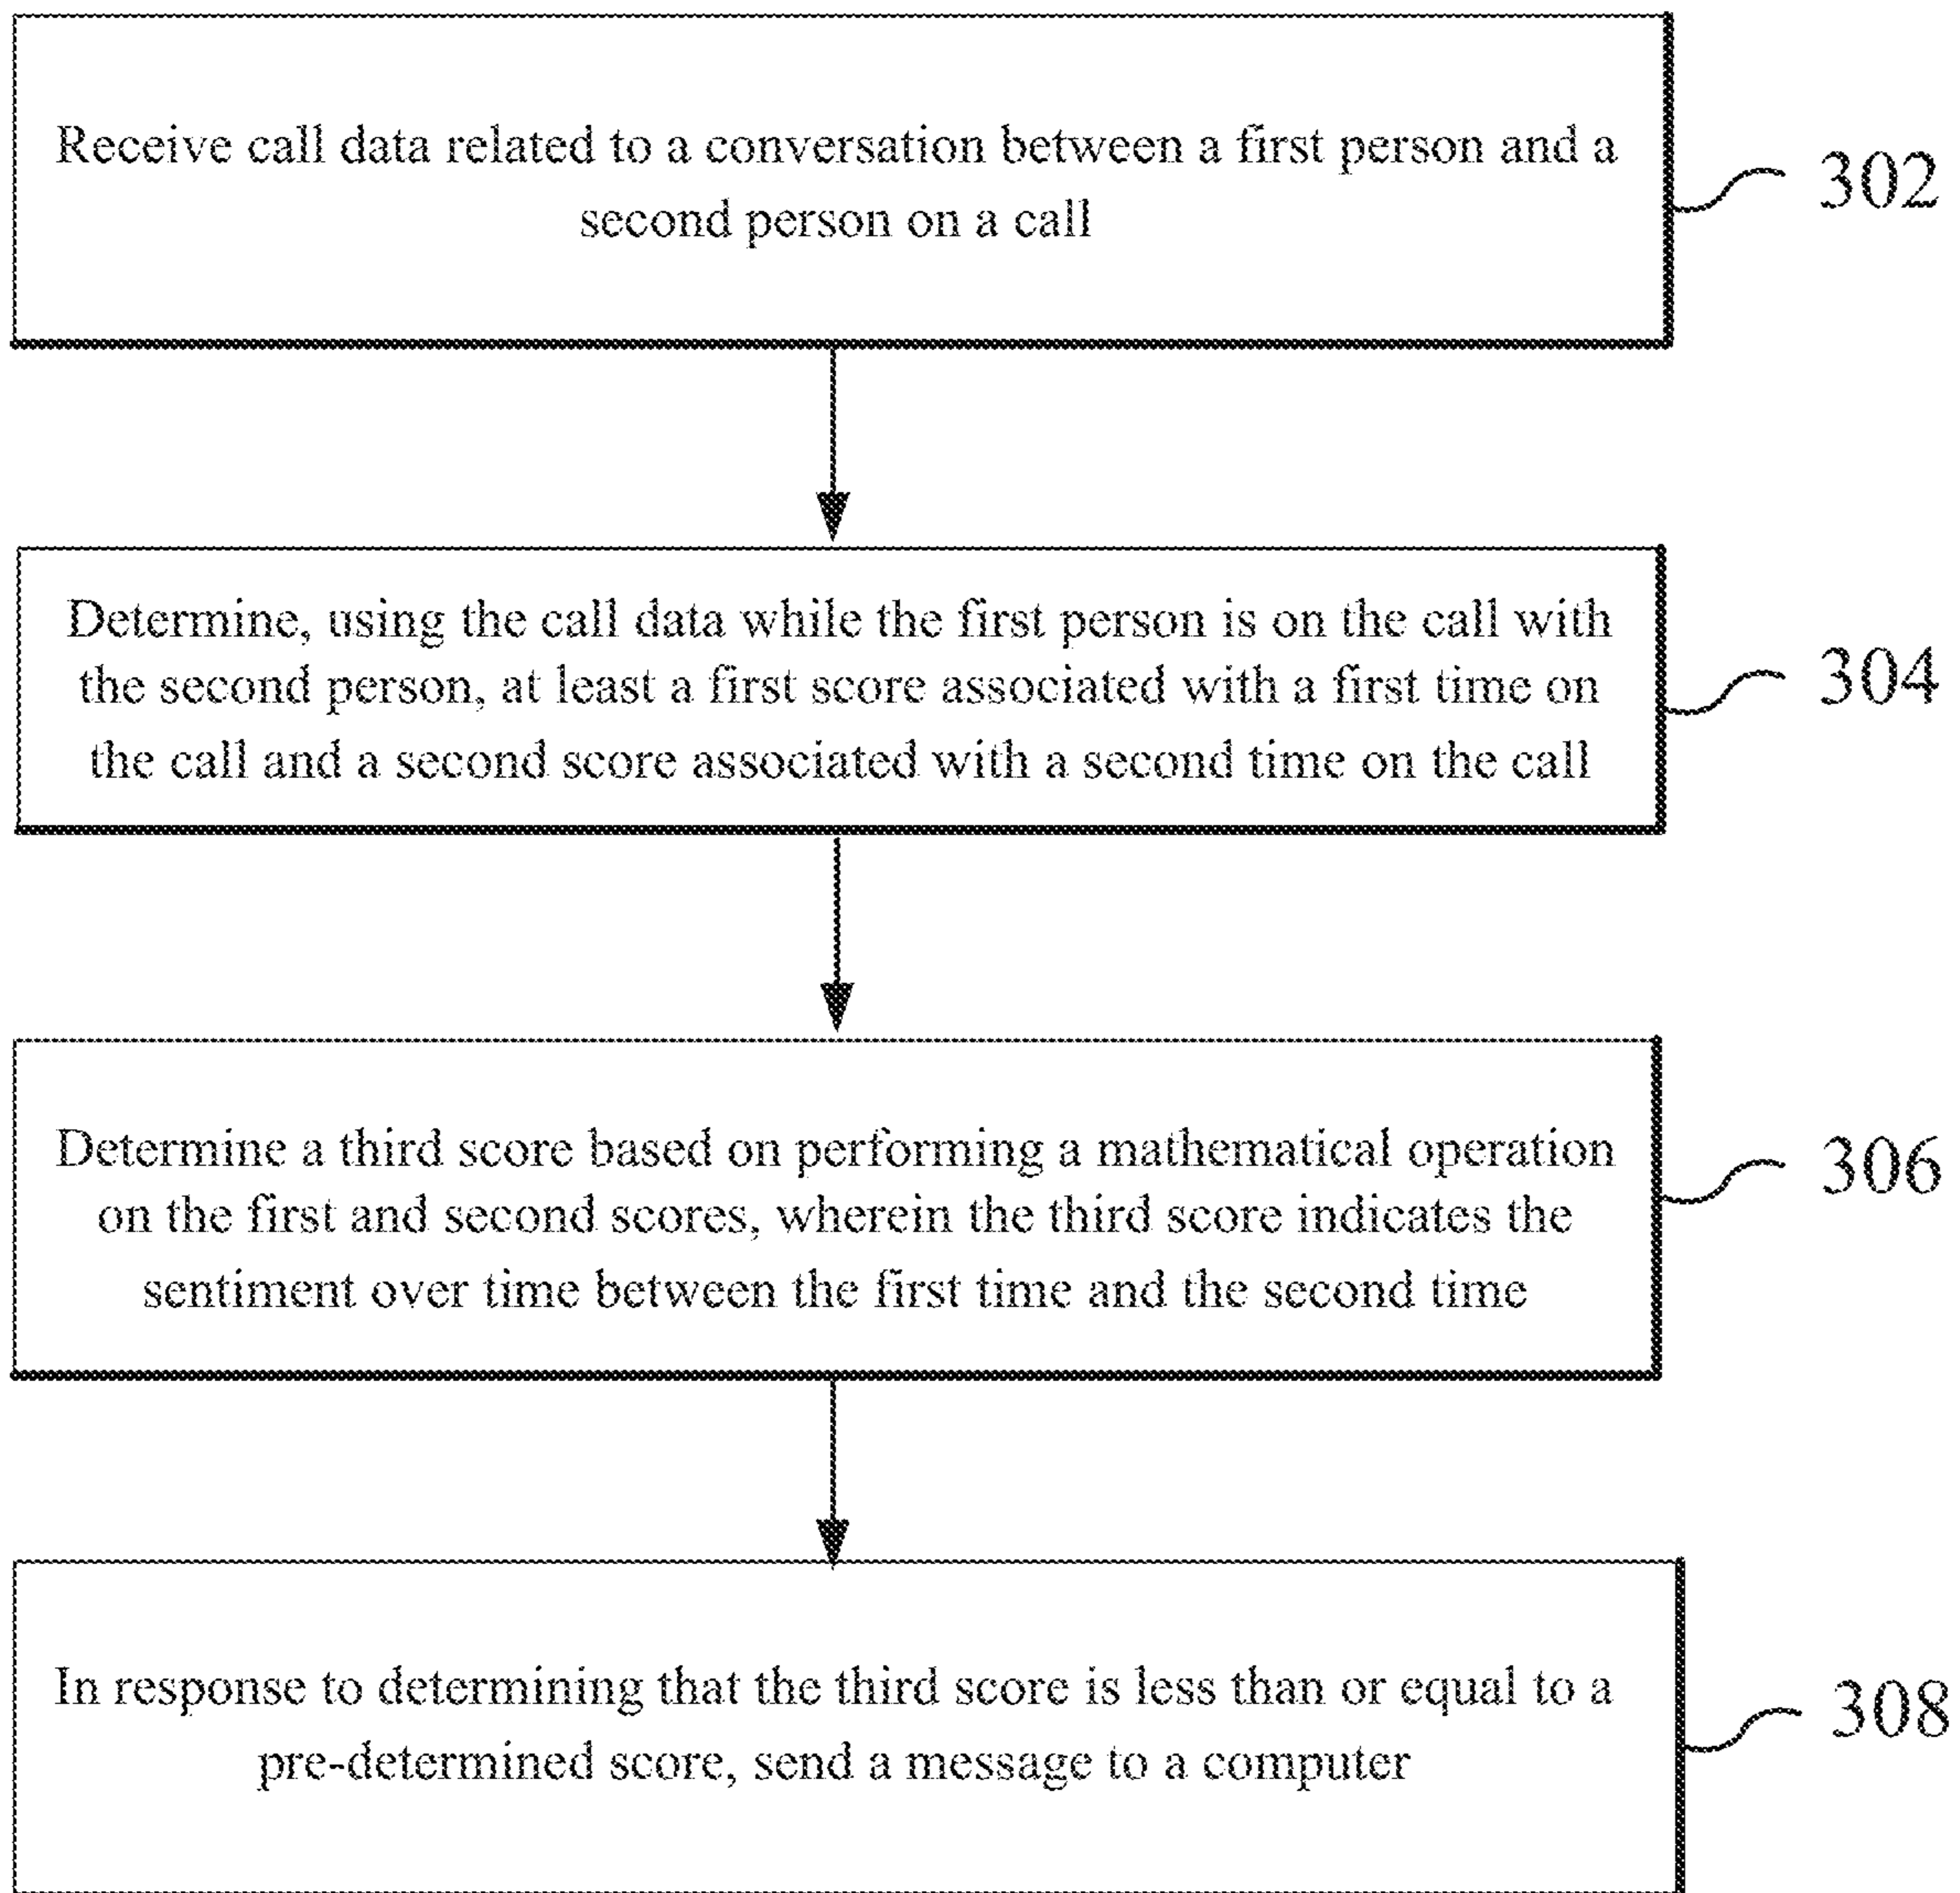 Receive call data related to a conversation between a first person and a
second person on a call
302
Determine, using the call data while the first person is on the call with
the second person, at least a first score associated with a first time on
the call and a second score associated with a second time on the call
304
Determine a third score based on performing a mathematical operation
on the first and second scores, wherein the third score indicates the
sentiment over time between the first time and the second time
306
In response to determining that the third score is less than or equal to a
pre-determined score, send a message to a computer
308